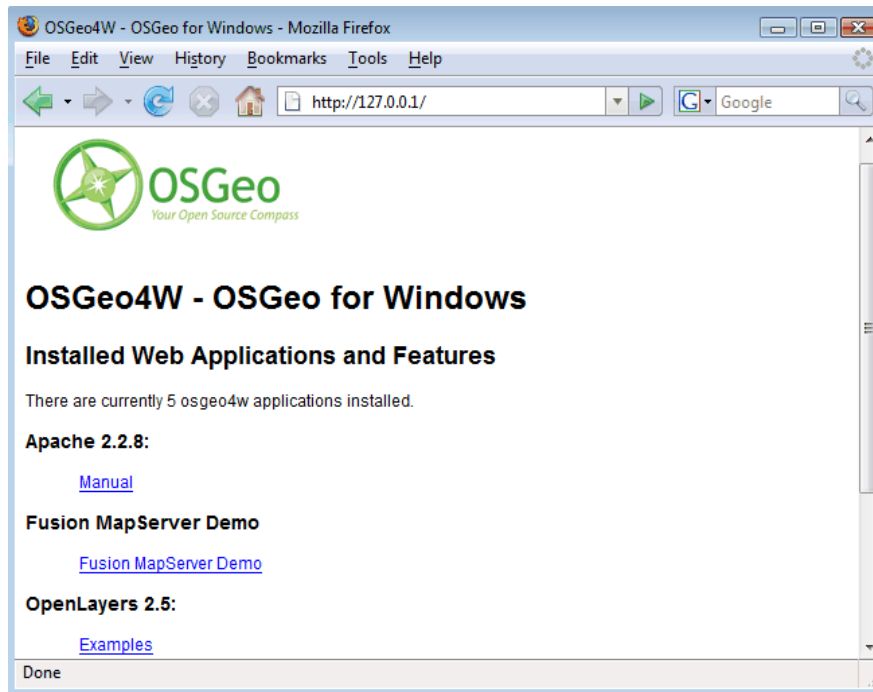 OSGeo4W - OSGeo for Windows - Mozilla Firefox
File Edit View History Bookmarks Tools Help
http://127.0.0.1/ G Google
OSGeo
Your Open Source Compass
OSGeo4W - OSGeo for Windows
Installed Web Applications and Features
There are currently 5 osgeo4w applications installed.
Apache 2.2.8:
Manual
Fusion MapServer Demo
Fusion MapServer Demo
OpenLayers 2.5:
Examples
Done